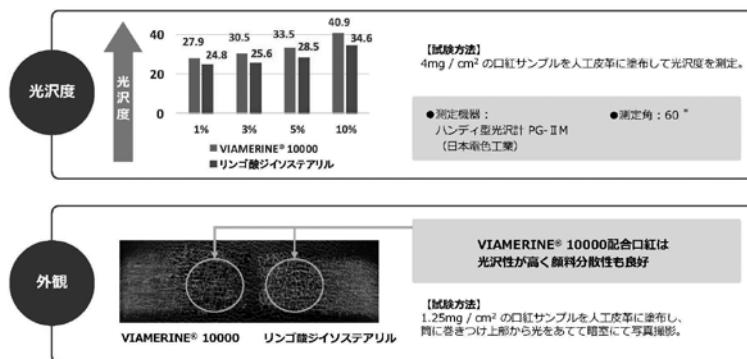 光沢度
光沢度
40
20
0
27.9
24.8
30.5
25.6
33.5
28.5
40.9
34.6
1%
3%
5%
10%
■VIAMERINE® 10000
■リンゴ酸ジイソステアリル
【試験方法】
4mg / cm² の口紅サンプルを人工皮革に塗布して光沢度を測定。
●測定機器：
ハンディ型光沢計 PG-ⅡM
（日本電色工業）
●測定角：60 °
外観
VIAMERINE® 10000
リンゴ酸ジイソステアリル
VIAMERINE® 10000配合口紅は
光沢性が高く顔料分散性も良好
【試験方法】
1.25mg / cm² の口紅サンプルを人工皮革に塗布し、
筒に巻きつけ上部から光をあてて暗室にて写真撮影。